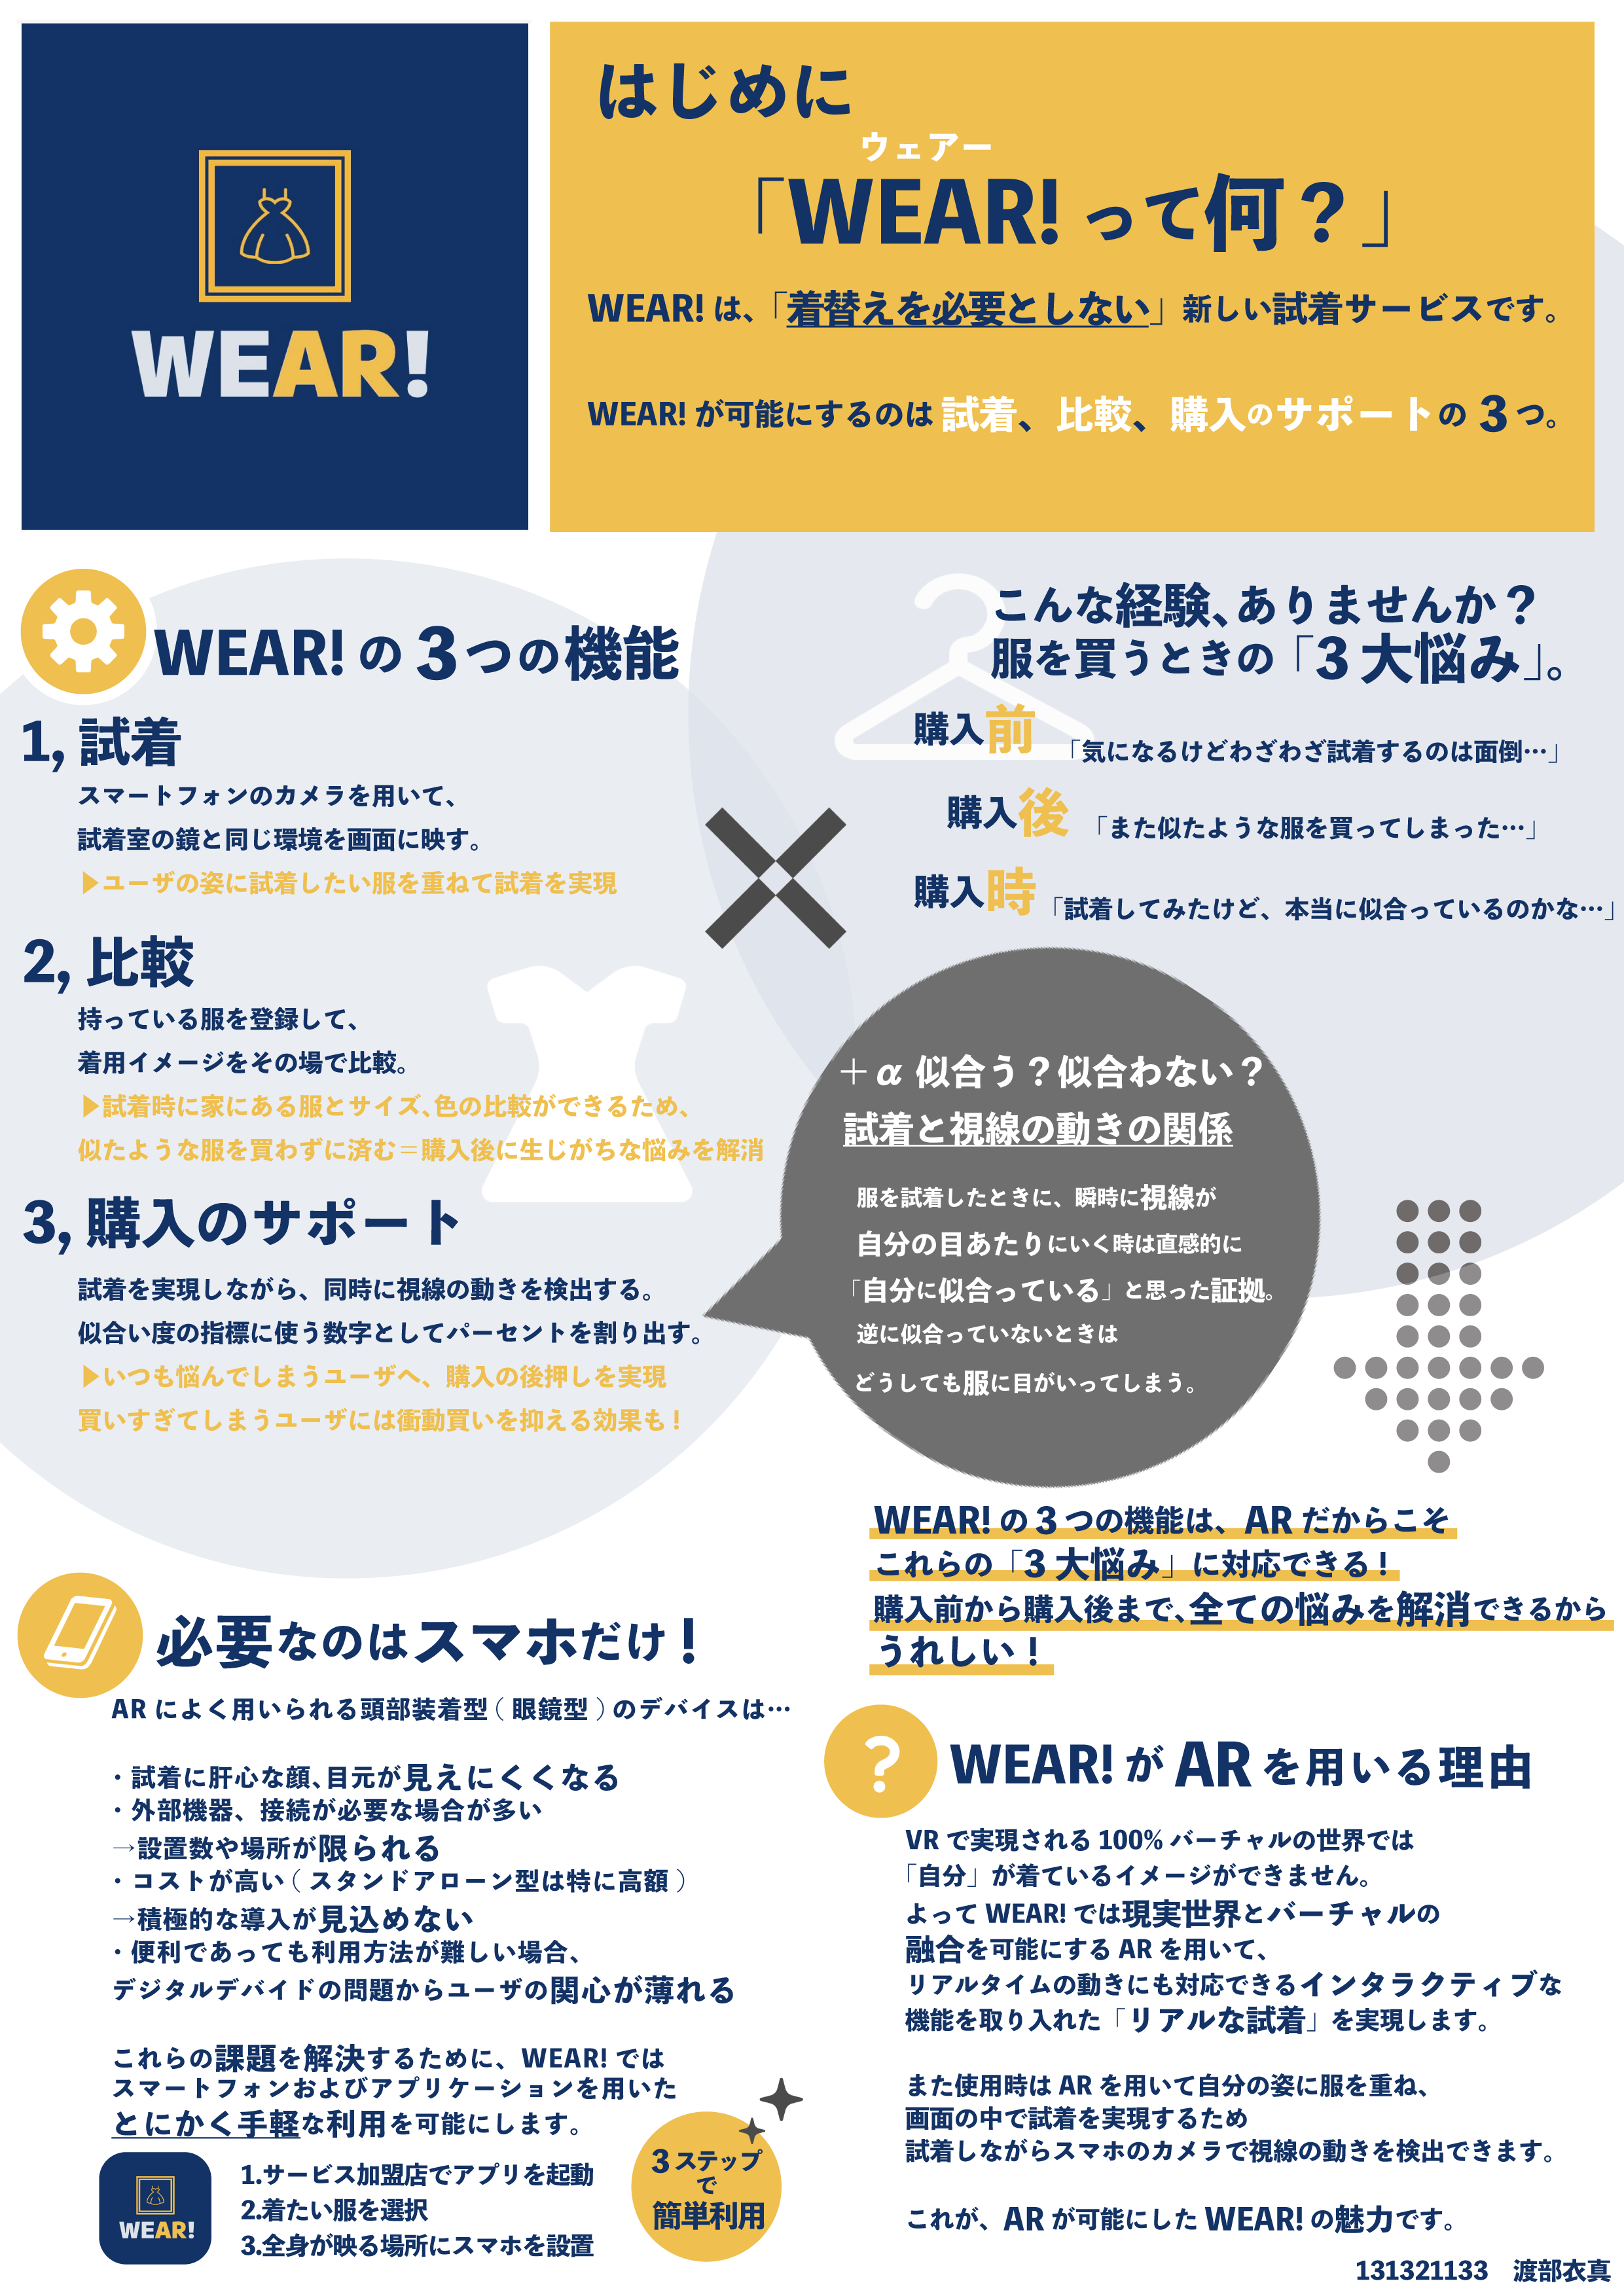 WEAR!
はじめに
ウェアー
「WEAR! って何？」
WEAR! は、「着替えを必要としない」新しい試着サービスです。
WEAR! が可能にするのは 試着、比較、購入のサポートの 3 つ。
WEAR! の 3 つの機能
1, 試着
スマートフォンのカメラを用いて、
試着室の鏡と同じ環境を画面に映す。
▶ユーザの姿に試着したい服を重ねて試着を実現
2, 比較
持っている服を登録して、
着用イメージをその場で比較。
▶試着時に家にある服とサイズ、色の比較ができるため、
似たような服を買わずに済む＝購入後に生じがちな悩みを解消
3, 購入のサポート
試着を実現しながら、同時に視線の動きを検出する。
似合い度の指標に使う数字としてパーセントを割り出す。
▶いつも悩んでしまうユーザへ、購入の後押しを実現
買いすぎてしまうユーザには衝動買いを抑える効果も！
こんな経験、ありませんか？
服を買うときの「3 大悩み」。
購入前 「気になるけどわざわざ試着するのは面倒…」
購入後 「また似たような服を買ってしまった…」
購入時 「試着してみたけど、本当に似合っているのかな…」
＋α 似合う？似合わない？
試着と視線の動きの関係
服を試着したときに、瞬時に視線が
自分の目あたりにいく時は直感的に
「自分に似合っている」と思った証拠。
逆に似合っていないときは
どうしても服に目がいってしまう。
WEAR! の 3 つの機能は、AR だからこそ
これらの「3 大悩み」に対応できる！
購入前から購入後まで、全ての悩みを解消できるから
うれしい！
必要なのはスマホだけ！
AR によく用いられる頭部装着型（眼鏡型）のデバイスは…
・試着に肝心な顔、目元が見えにくくなる
・外部機器、接続が必要な場合が多い
→設置数や場所が限られる
・コストが高い（スタンドアローン型は特に高額）
→積極的な導入が見込めない
・便利であっても利用方法が難しい場合、
デジタルデバイドの問題からユーザの関心が薄れる
これらの課題を解決するために、WEAR! では
スマートフォンおよびアプリケーションを用いた
とにかく手軽な利用を可能にします。
WEAR!
1.サービス加盟店でアプリを起動
2.着たい服を選択
3.全身が映る場所にスマホを設置
3 ステップ
で
簡単利用
?
WEAR! が AR を用いる理由
VR で実現される 100% バーチャルの世界では
「自分」が着ているイメージができません。
よって WEAR! では現実世界とバーチャルの
融合を可能にする AR を用いて、
リアルタイムの動きにも対応できるインタラクティブな
機能を取り入れた「リアルな試着」を実現します。
また使用時は AR を用いて自分の姿に服を重ね、
画面の中で試着を実現するため
試着しながらスマホのカメラで視線の動きを検出できます。
これが、AR が可能にした WEAR! の魅力です。
131321133　渡部衣真